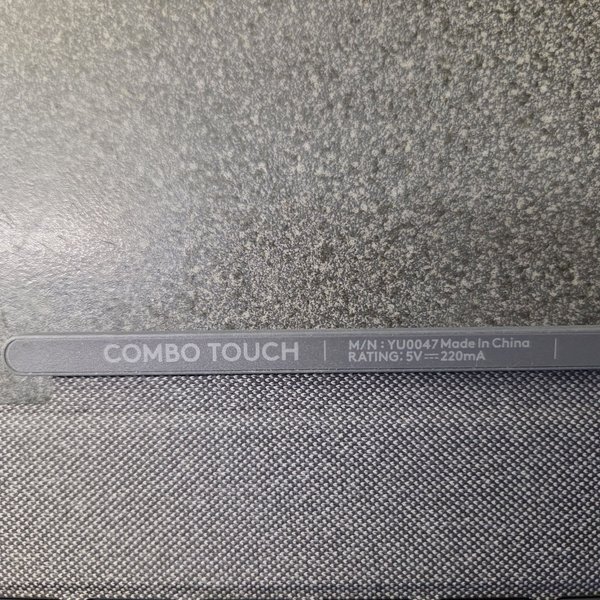 COMBO TOUCH
M/N : YU0047 Made In China
RATING: 5V ⎓ 220mA